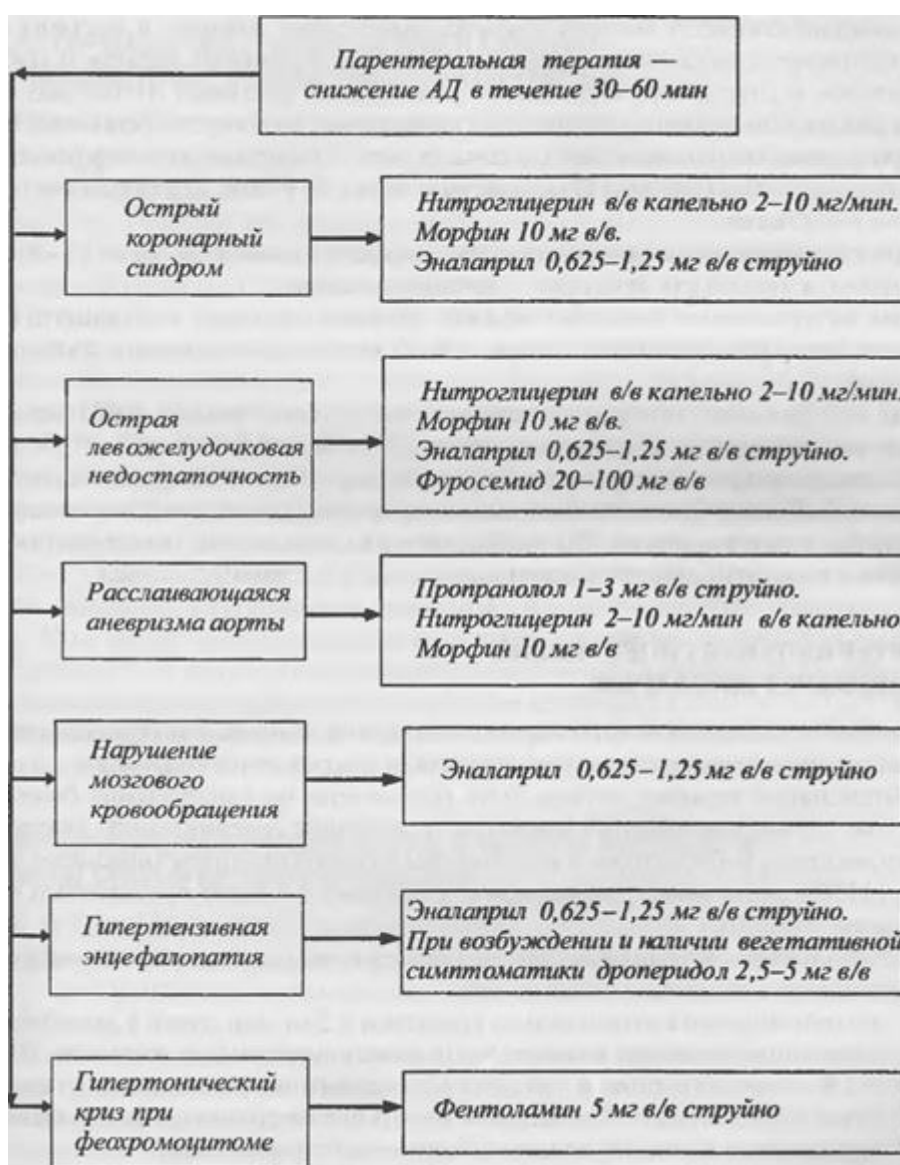 Парентеральная терапия —
снижение АД в течение 30–60 мин
Острый
коронарный
синдром
Нитроглицерин в/в капельно 2–10 мг/мин.
Морфин 10 мг в/в.
Эналаприл 0,625–1,25 мг в/в струйно
Острая
левожелудочковая
недостаточность
Нитроглицерин в/в капельно 2–10 мг/мин.
Морфин 10 мг в/в.
Эналаприл 0,625–1,25 мг в/в струйно.
Фуросемид 20–100 мг в/в
Расслаивающаяся
аневризма аорты
Пропранолол 1–3 мг в/в струйно.
Нитроглицерин 2–10 мг/мин в/в капельно
Морфин 10 мг в/в
Нарушение
мозгового
кровообращения
Эналаприл 0,625–1,25 мг в/в струйно
Гипертензивная
энцефалопатия
Эналаприл 0,625–1,25 мг в/в струйно.
При возбуждении и наличии вегетативной
симптоматики дроперидол 2,5–5 мг в/в
Гипертонический
криз при
феохромоцитоме
Фентоламин 5 мг в/в струйно